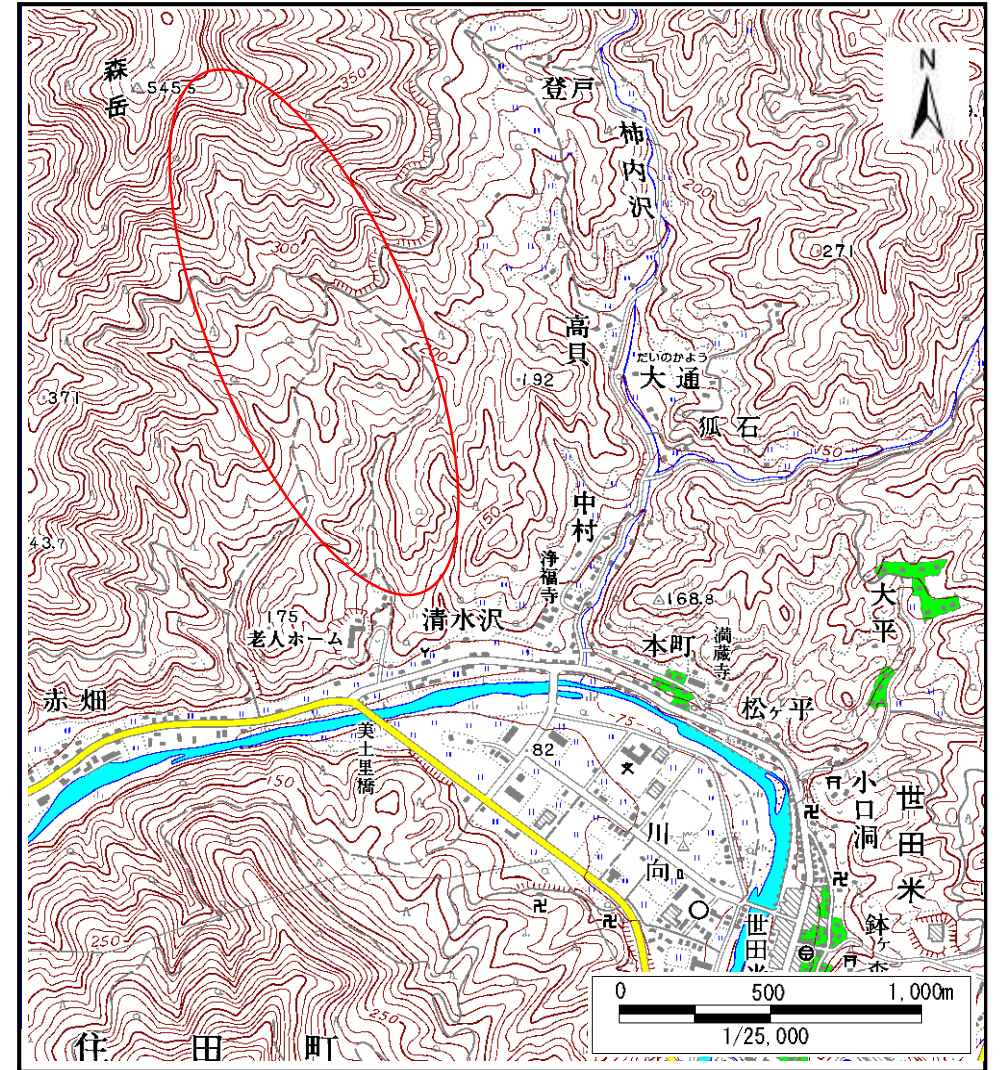 森岳
545.5
350
登戸
N
柿内沢
200
271
300
高貝
だいのかよう
大通
192
371
狐石
150
中村
150
43.7
浄福寺
大平
168.8
175
老人ホーム
清水沢
本町
満蔵寺
赤畑
松ヶ平
75
美士里橋
82
150
小口洞
世田米
川向
250
世田米
鉢ヶ森
250
0 500 1,000m
1/25,000
住田町